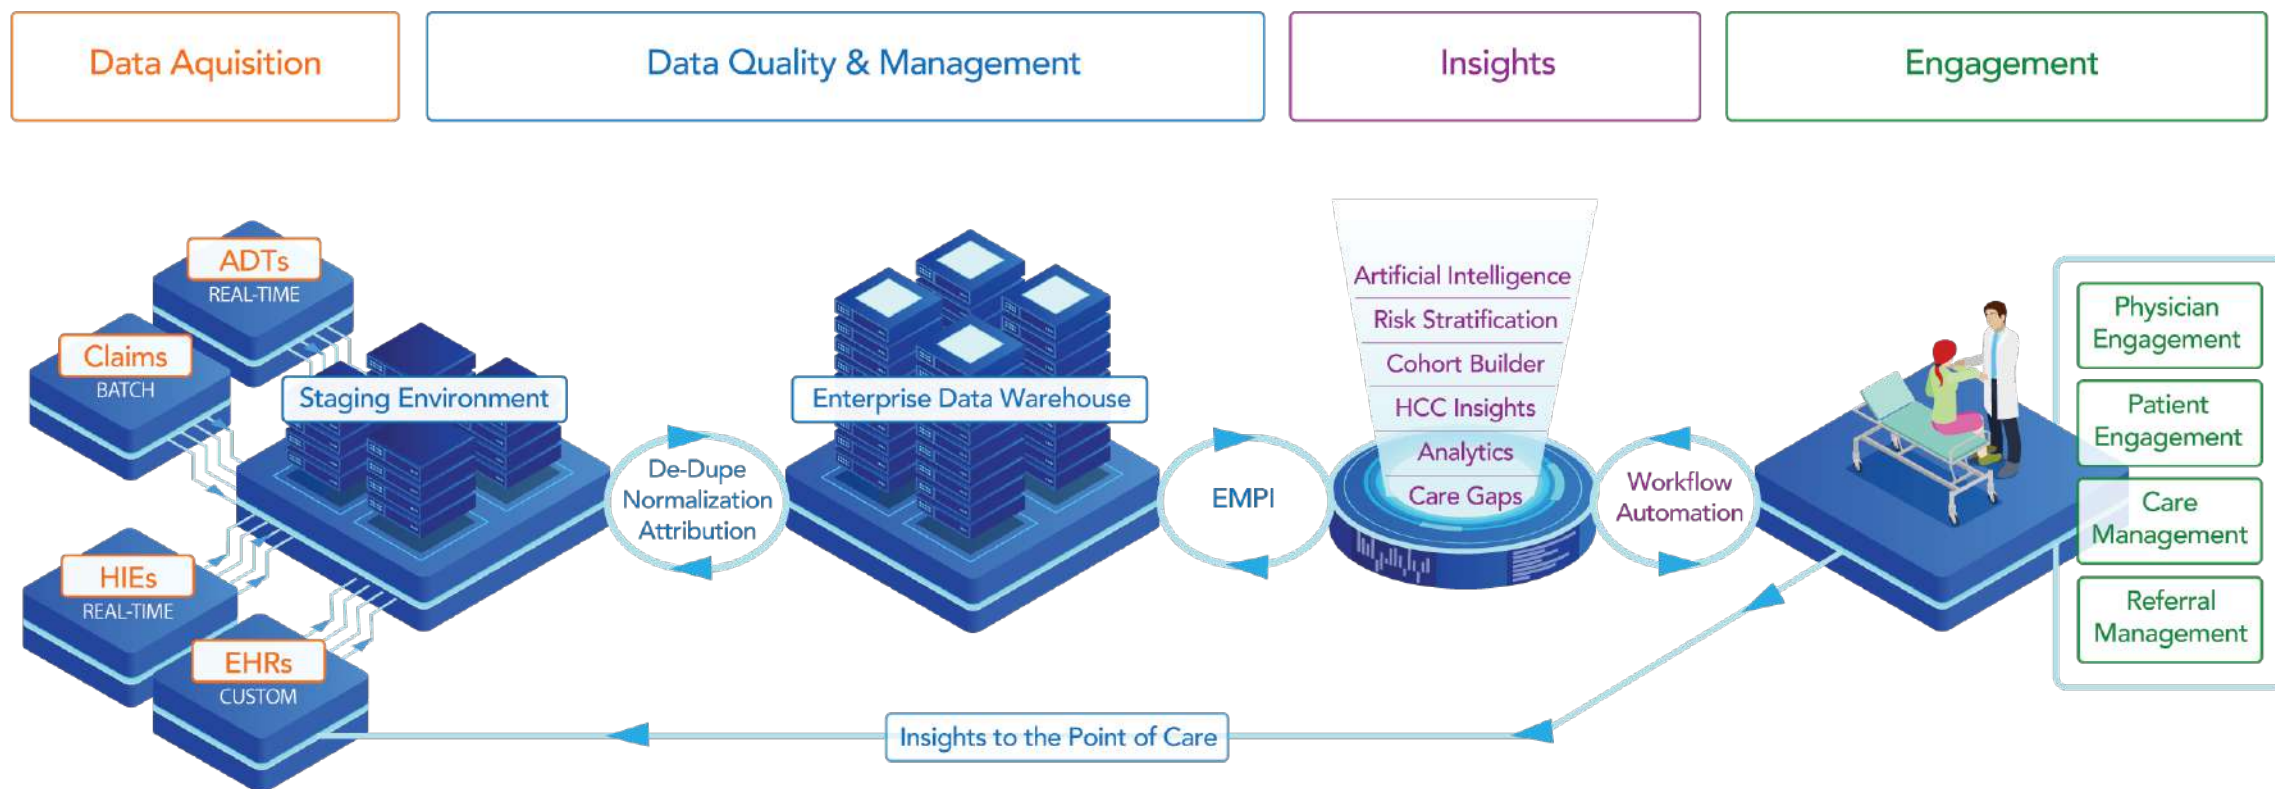 Data Aquisition
Data Quality & Management
Insights
Engagement
ADTs
REAL-TIME
Claims
BATCH
HIEs
REAL-TIME
EHRs
CUSTOM
Staging Environment
De-Dupe
Normalization
Attribution
Enterprise Data Warehouse
EMPI
Artificial Intelligence
Risk Stratification
Cohort Builder
HCC Insights
Analytics
Care Gaps
Workflow
Automation
Physician
Engagement
Patient
Engagement
Care
Management
Referral
Management
Insights to the Point of Care